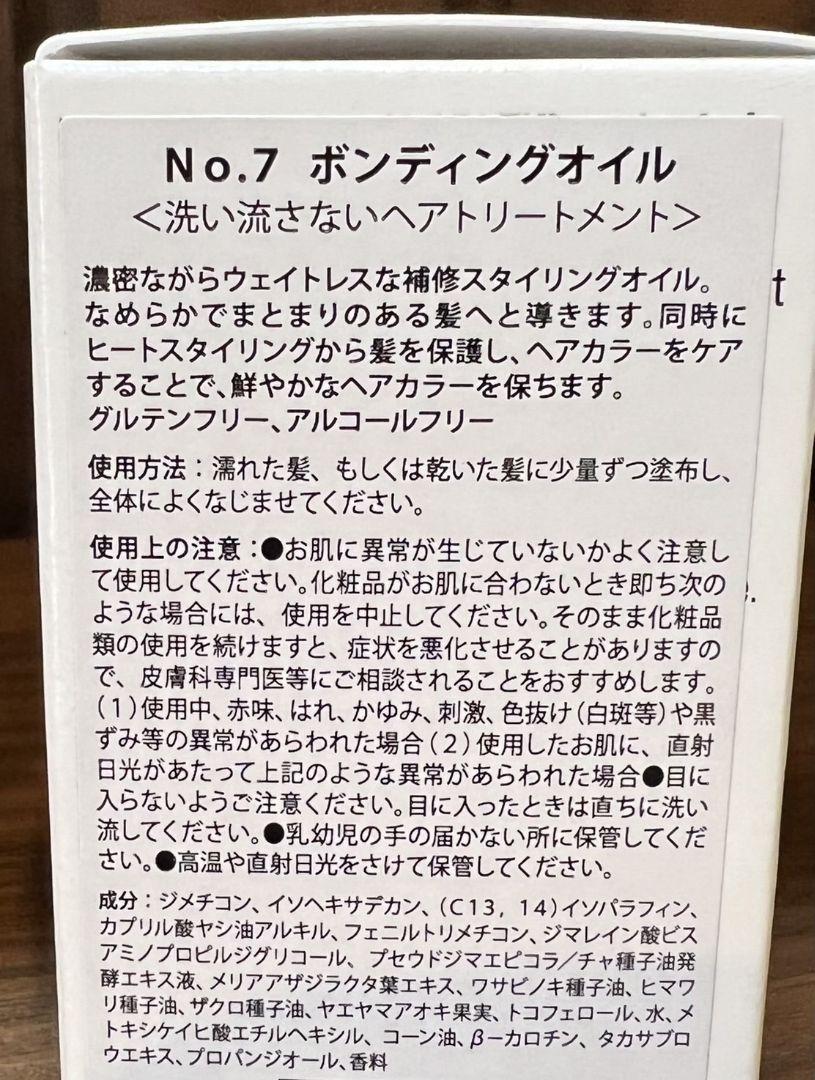 No.7 ボンディングオイル
＜洗い流さないヘアトリートメント＞
濃密ながらウェイトレスな補修スタイリングオイル。
なめらかでまとまりのある髪へと導きます。同時に
ヒートスタイリングから髪を保護し、ヘアカラーをケア
することで、鮮やかなヘアカラーを保ちます。
グルテンフリー、アルコールフリー
使用方法：濡れた髪、もしくは乾いた髪に少量ずつ塗布し、
全体によくなじませてください。
使用上の注意：●お肌に異常が生じていないかよく注意し
て使用してください。化粧品がお肌に合わないとき即ち次の
ような場合には、使用を中止してください。そのまま化粧品
類の使用を続けますと、症状を悪化させることがありますの
で、皮膚科専門医等にご相談されることをおすすめします。
（1）使用中、赤味、はれ、かゆみ、刺激、色抜け（白斑等）や黒
ずみ等の異常があらわれた場合（2）使用したお肌に、直射
日光があたって上記のような異常があらわれた場合●目に
入らないようご注意ください。目に入ったときは直ちに洗い
流してください。●乳幼児の手の届かない所に保管してくだ
さい。●高温や直射日光をさけて保管してください。
成分：ジメチコン、イソヘキサデカン、（C13，14）イソパラフィン、
カプリル酸ヤシ油アルキル、フェニルトリメチコン、ジマレイン酸ビス
アミノプロピルジグリコール、プセウドジマエピコラ／チャ種子油発
酵エキス液、メリアアザジラクタ葉エキス、ワサビノキ種子油、ヒマワ
リ種子油、ザクロ種子油、ヤエヤマアオキ果実、トコフェロール、水、メ
トキシケイヒ酸エチルヘキシル、コーン油、β－カロチン、タカサブロ
ウエキス、プロパンジオール、香料